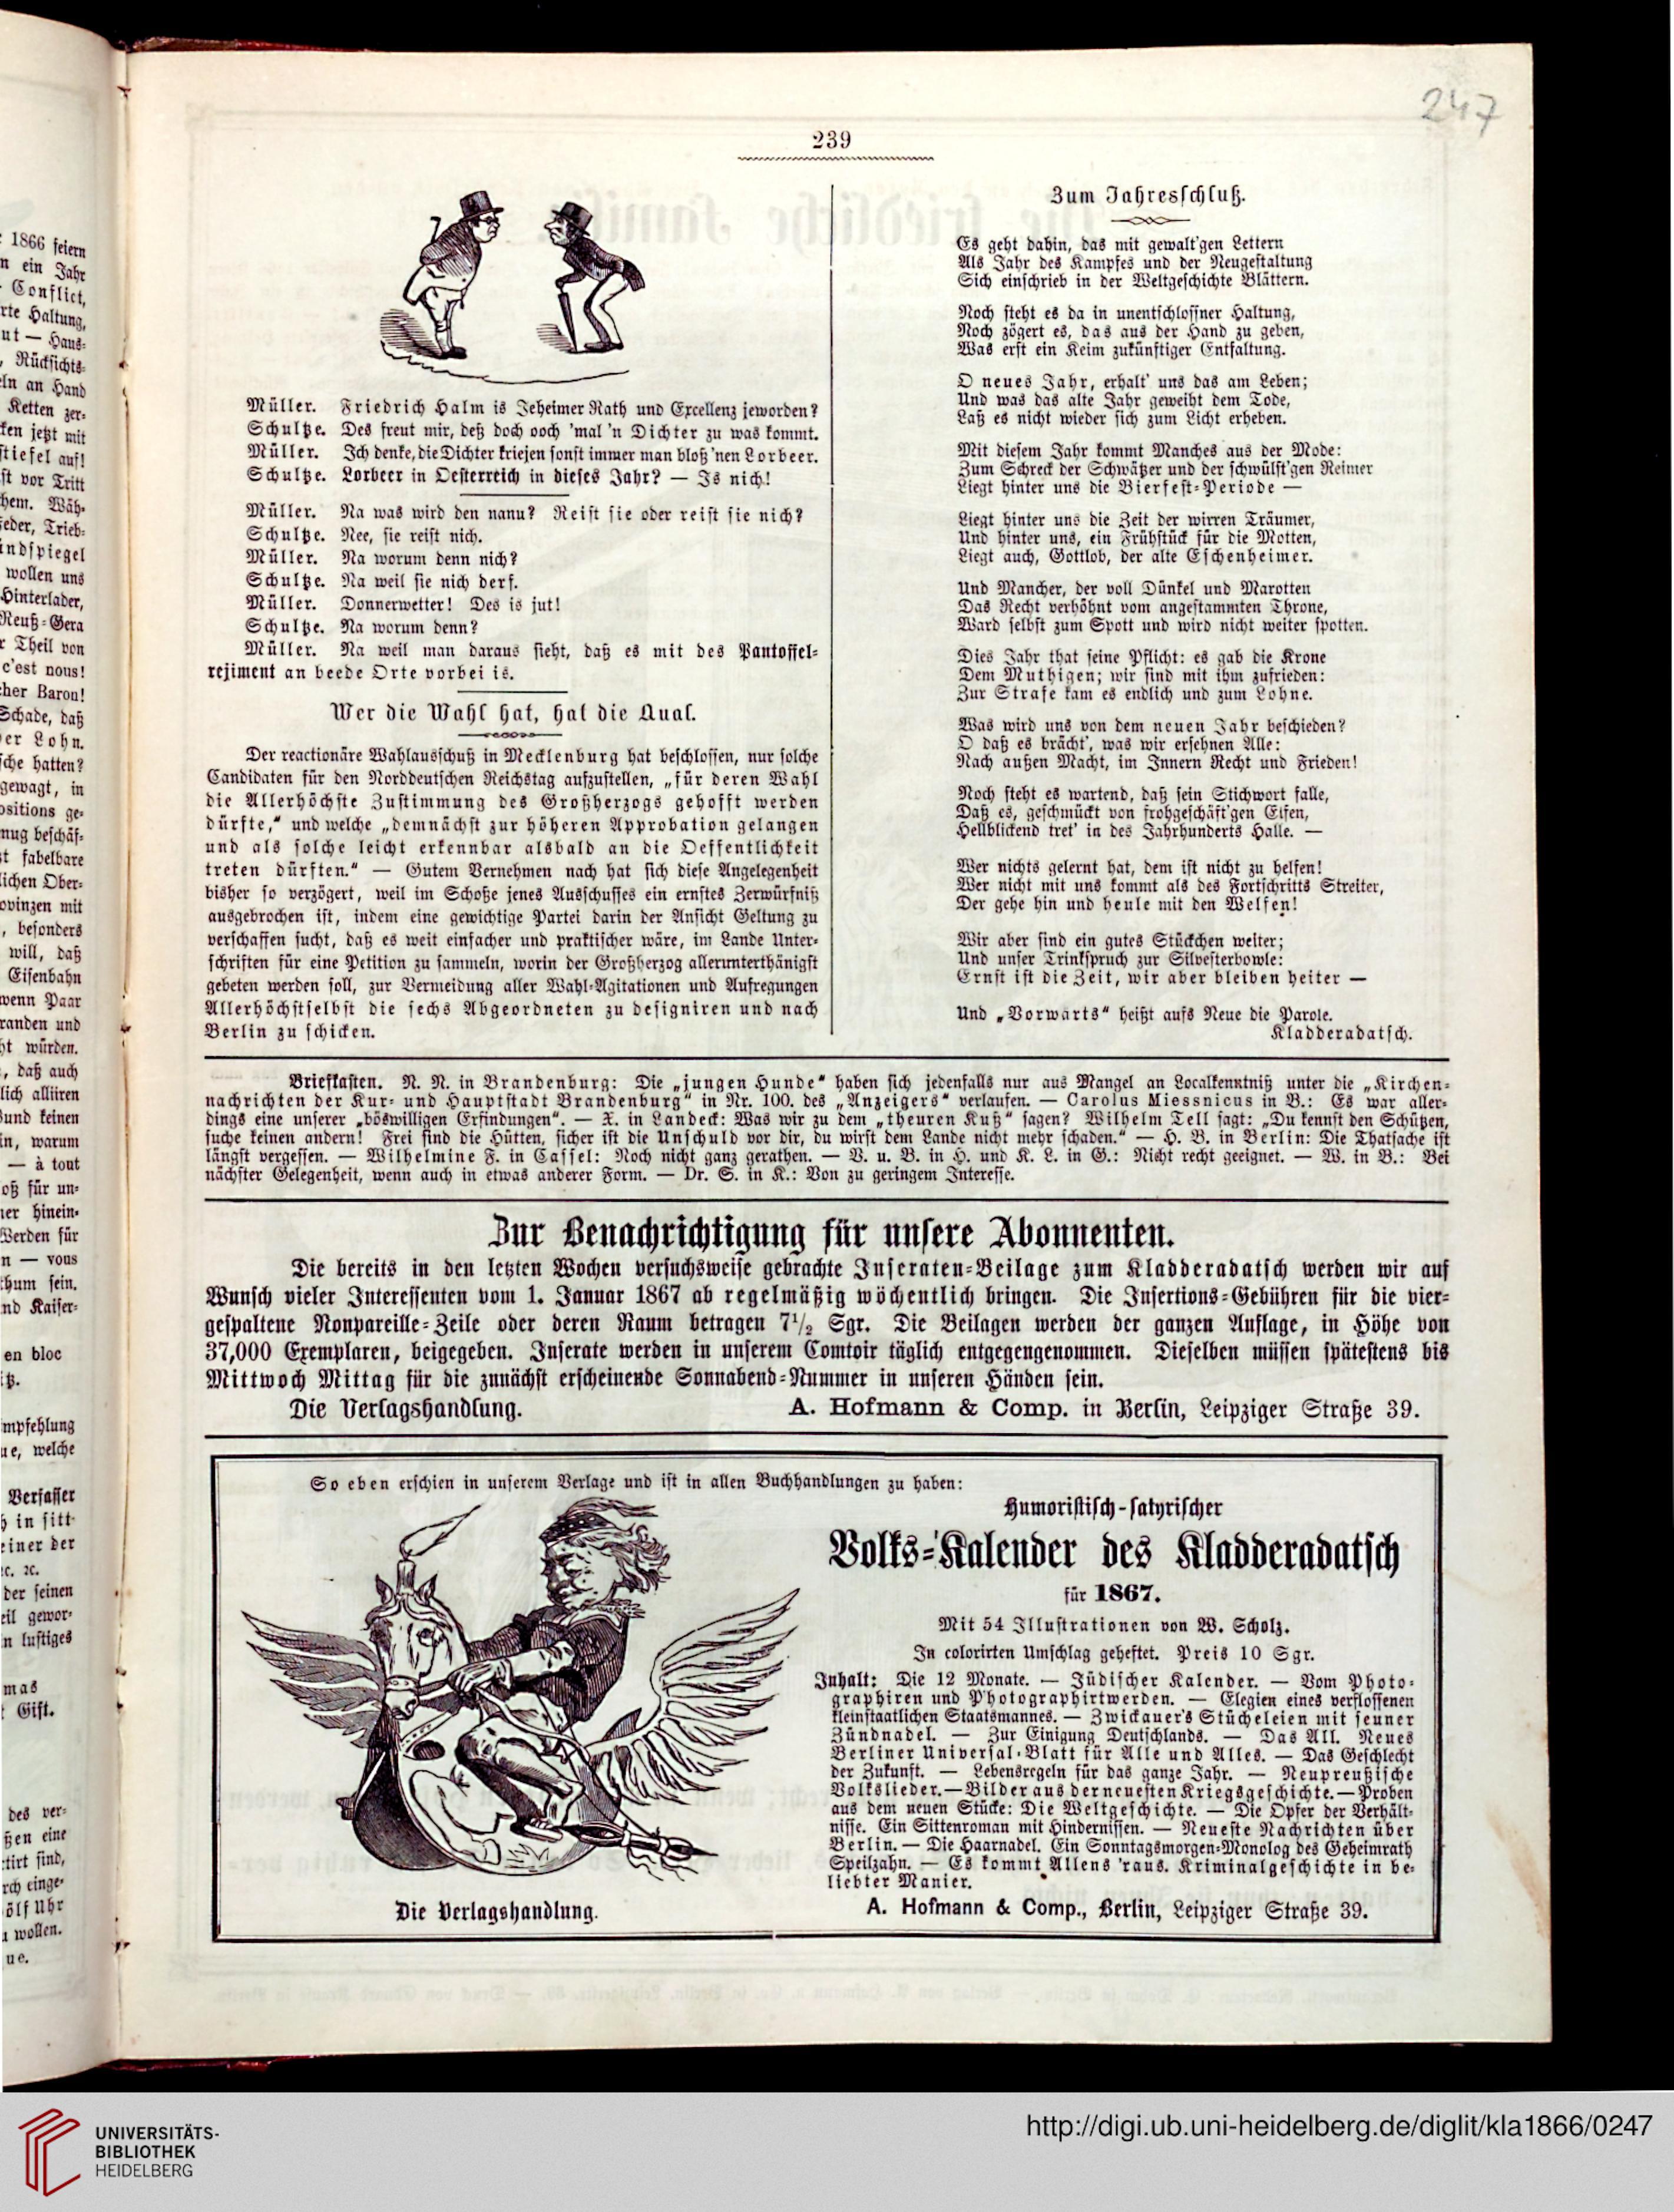 247
239
Müller. Friedrich Halm is Jeheimer Rath und Excellenz jeworden?
Schultze. Des freut mir, deß doch ooch 'mal 'n Dichter zu was kommt.
Müller. Ich denke, die Dichter kriejen sonst immer man bloß 'nen Lorbeer.
Schultze. Lorbeer in Oesterreich in dieses Jahr? — Is nich!
Müller. Na was wird den nanu? Reist sie oder reist sie nich?
Schultze. Nee, sie reist nich.
Müller. Na worum denn nich?
Schultze. Na weil sie nich derf.
Müller. Donnerwetter! Des is jut!
Schultze. Na worum denn?
Müller. Na weil man daraus sieht, daß es mit des Pantoffel-
rejiment an beede Orte vorbei is.
Wer die Wahl hat, hat die Qual.
Der reactionäre Wahlausschuß in Mecklenburg hat beschlossen, nur solche
Candidaten für den Norddeutschen Reichstag aufzustellen, „für deren Wahl
die Allerhöchste Zustimmung des Großherzogs gehofft werden
dürfte,“ und welche „demnächst zur höheren Approbation gelangen
und als solche leicht erkennbar alsbald an die Oeffentlichkeit
treten dürften.“ — Gutem Vernehmen nach hat sich diese Angelegenheit
bisher so verzögert, weil im Schoße jenes Ausschusses ein ernstes Zerwürfniß
ausgebrochen ist, indem eine gewichtige Partei darin der Ansicht Geltung zu
verschaffen sucht, daß es weit einfacher und praktischer wäre, im Lande Unter-
schriften für eine Petition zu sammeln, worin der Großherzog allerunterthänigst
gebeten werden soll, zur Vermeidung aller Wahl-Agitationen und Aufregungen
Allerhöchstselbst die sechs Abgeordneten zu designiren und nach
Berlin zu schicken.
Zum Jahresschluß.
Es geht dahin, das mit gewalt'gen Lettern
Als Jahr des Kampfes und der Neugestaltung
Sich einschrieb in der Weltgeschichte Blättern.
Noch steht es da in unentschlossner Haltung,
Noch zögert es, das aus der Hand zu geben,
Was erst ein Keim zukünftiger Entfaltung.
O neues Jahr, erhalt' uns das am Leben;
Und was das alte Jahr geweiht dem Tode,
Laß es nicht wieder sich zum Licht erheben.
Mit diesem Jahr kommt Manches aus der Mode:
Zum Schreck der Schwätzer und der schwülst'gen Reimer
Liegt hinter uns die Bierfest-Periode —
Liegt hinter uns die Zeit der wirren Träumer,
Und hinter uns, ein Frühstück für die Motten,
Liegt auch, Gottlob, der alte Eschenheimer.
Und Mancher, der voll Dünkel und Marotten
Das Recht verhöhnt vom angestammten Throne,
Ward selbst zum Spott und wird nicht weiter spotten.
Dies Jahr that seine Pflicht: es gab die Krone
Dem Muthigen; wir sind mit ihm zufrieden:
Zur Strafe kam es endlich und zum Lohne.
Was wird uns von dem neuen Jahr beschieden?
O daß es brächt', was wir ersehnen Alle:
Nach außen Macht, im Innern Recht und Frieden!
Noch steht es wartend, daß sein Stichwort falle,
Daß es, geschmückt von frohgeschäft'gen Elfen,
Hellblickend tret' in des Jahrhunderts Halle. —
Wer nichts gelernt hat, dem ist nicht zu helfen!
Wer nicht mit uns kommt als des Fortschritts Streiter,
Der gehe hin und heule mit den Welfen!
Wir aber sind ein gutes Stückchen weiter;
Und unser Trinkspruch zur Silvesterbowle:
Ernst ist die Zeit, wir aber bleiben heiter —
Und „Vorwärts“ heißt aufs Neue die Parole.
Kladderadatsch.
Briefkasten. N. N. in Brandenburg: Die „jungen Hunde“ haben sich jedenfalls nur aus Mangel an Localkenntniß unter die „Kirchen-
nachrichten der Kur- und Hauptstadt Brandenburg“ in Nr. 100. des „Anzeigers“ verlaufen. — Carolus Miessnicus in B.: Es war aller-
dings eine unserer „böswilligen Erfindungen“. — X. in Landeck: Was wir zu dem „theuren Kuß“ sagen? Wilhelm Tell sagt: „Du kennst den Schützen,
suche keinen andern! Frei sind die Hütten, sicher ist die Unschuld vor dir, du wirst dem Lande nicht mehr schaden.“ — H. B. in Berlin: Die Thatsache ist
längst vergessen. — Wilhelmine F. in Cassel: Noch nicht ganz gerathen. — V. u. B. in H. und K. L. in G.: Nicht recht geeignet. — W. in B.: Bei
nächster Gelegenheit, wenn auch in etwas anderer Form. — Dr. S. in K.: Von zu geringem Interesse.
Zur Benachrichtigung für unsere Abonnenten.
Die bereits in den letzten Wochen versuchsweise gebrachte Inseraten-Beilage zum Kladderadatsch werden wir auf
Wunsch vieler Interessenten vom 1. Januar 1867 ab regelmäßig wöchentlich bringen. Die Insertions-Gebühren für die vier-
gespaltene Nonpareille-Zeile oder deren Raum betragen 7½ Sgr. Die Beilagen werden der ganzen Auflage, in Höhe von
37,000 Exemplaren, beigegeben. Inserate werden in unserem Comtoir täglich entgegengenommen. Dieselben müssen spätestens bis
Mittwoch Mittag für die zunächst erscheinende Sonnabend-Nummer in unseren Händen sein.
Die Verlagshandlung. A. Hofmann & Comp. in Berlin, Leipziger Straße 39.
So eben erschien in unserem Verlage und ist in allen Buchhandlungen zu haben:
Humoristisch-satyrischer
Volks-Kalender des Kladderadatsch
für 1867.
Mit 54 Illustrationen von W. Scholz.
In colorirten Umschlag geheftet. Preis 10 Sgr.
Inhalt: Die 12 Monate. — Jüdischer Kalender. — Vom Photo-
graphiren und Photographirtwerden. — Elegien eines verflossenen
kleinstaatlichen Staatsmannes. — Zwickauer's Stücheleien mit seuner
Zündnadel. — Zur Einigung Deutschlands. — Das All. Neues
Berliner Universal-Blatt für Alle und Alles. — Das Geschlecht
der Zukunft. — Lebensregeln für das ganze Jahr. — Neupreußische
Volkslieder. — Bilder aus der neuesten Kriegsgeschichte. — Proben
aus dem neuen Stücke: Die Weltgeschichte. — Die Opfer der Verhält-
nisse. Ein Sittenroman mit Hindernissen. — Neueste Nachrichten über
Berlin. — Die Haarnadel. Ein Sonntagsmorgen-Monolog des Geheimrath
Speilzahn. — Es kommt Allens 'raus. Kriminalgeschichte in be-
liebter Manier.
Die Verlagshandlung. A. Hofmann & Comp., Berlin, Leipziger Straße 39.
UNIVERSITÄTS-
BIBLIOTHEK
HEIDELBERG
http://digi.ub.uni-heidelberg.de/diglit/kla1866/0247